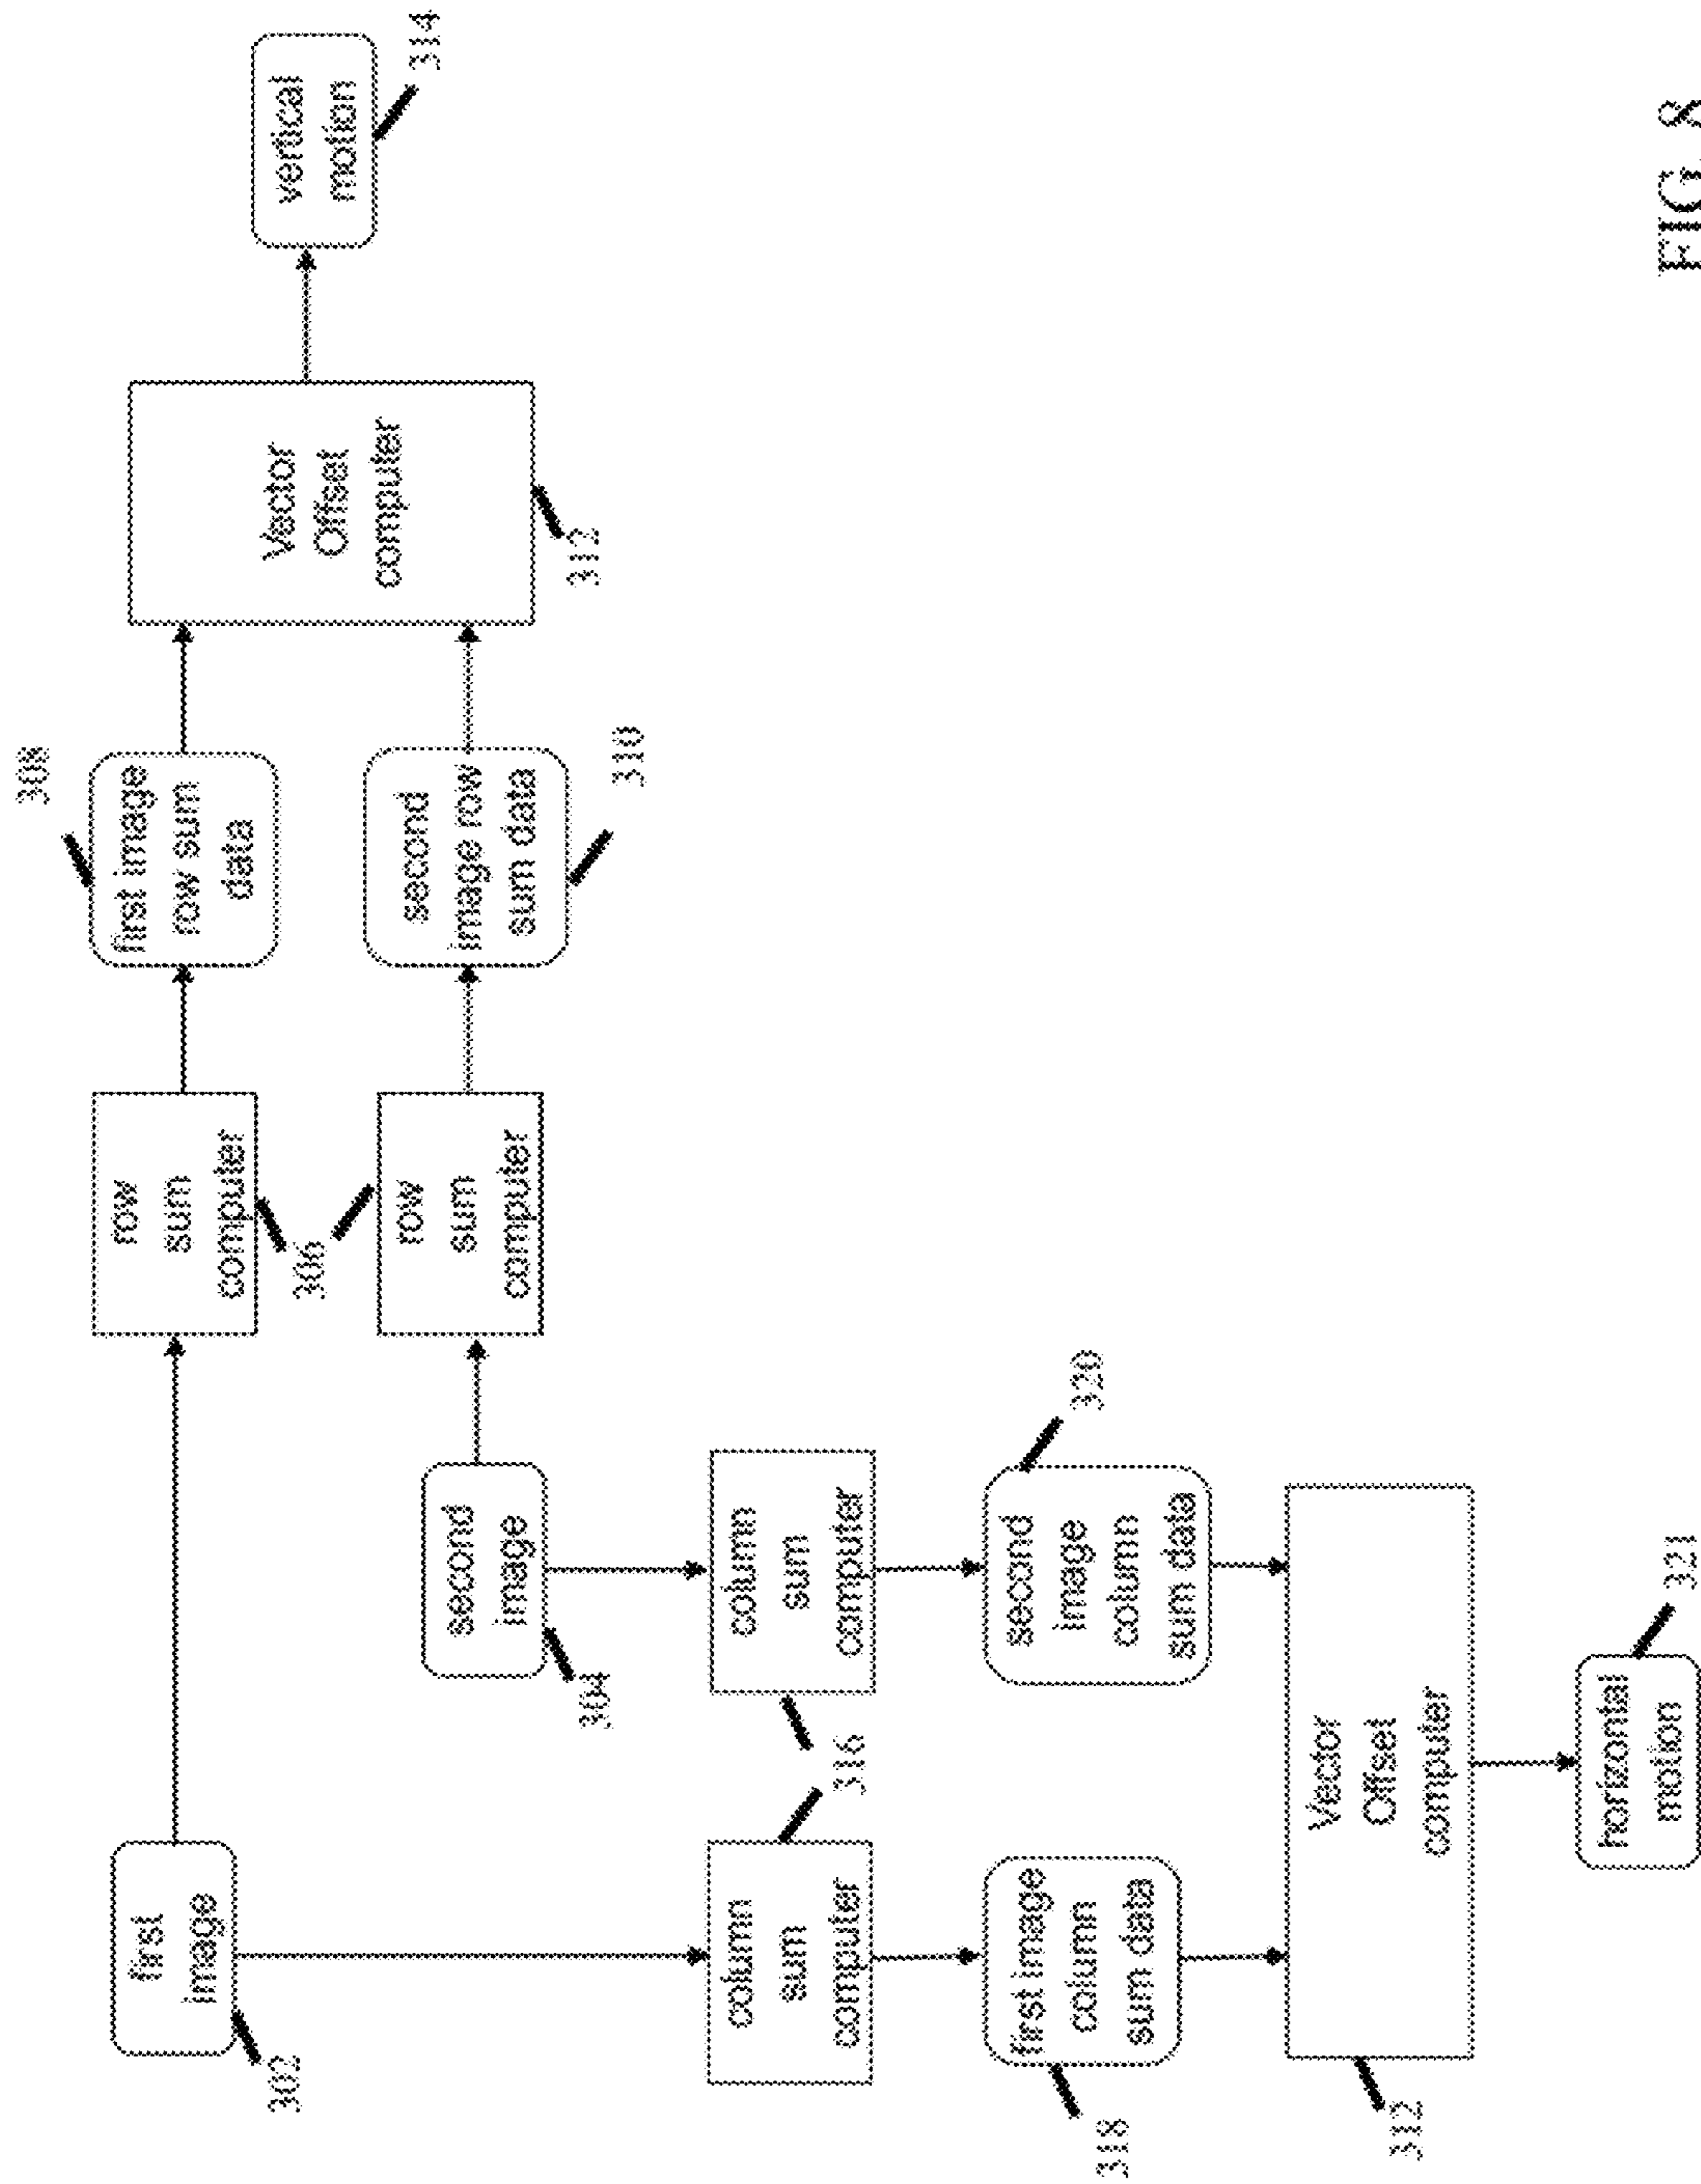 first
image
302
row
sum
computer
306
first image
row sum
data
308
second
image
304
row
sum
computer
second
image row
sum data
310
Vector
Offset
computer
312
vertical
motion
314
column
sum
computer
316
column
sum
computer
first image
column
sum data
318
second
image
column
sum data
320
Vector
Offset
computer
312
horizontal
motion
321
FIG. 8